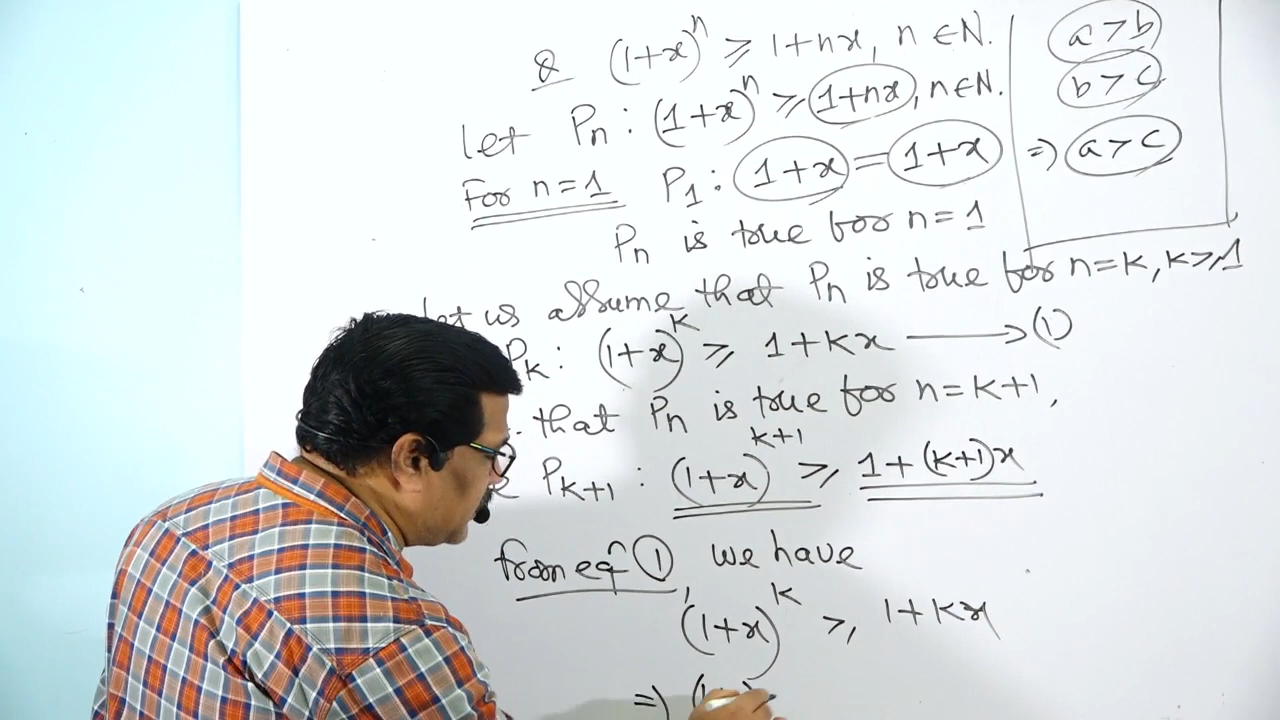 Q (1+x)^n ≥ 1+nx, n ∈ N.
Let Pn : (1+x)^n ≥ 1+nx, n ∈ N.
For n=1 P1 : 1+x = 1+x
Pn is true for n=1
Let us assume that Pn is true for n=k, k≥1
Pk : (1+x)^k ≥ 1+kx ⟶ (1)
that Pn is true for n=k+1,
Pk+1 : (1+x)^k+1 ≥ 1+(k+1)x
from eqn (1), we have
(1+x)^k ≥ 1+kx
⇒ (1
a > b
b > c
⇒ a > c